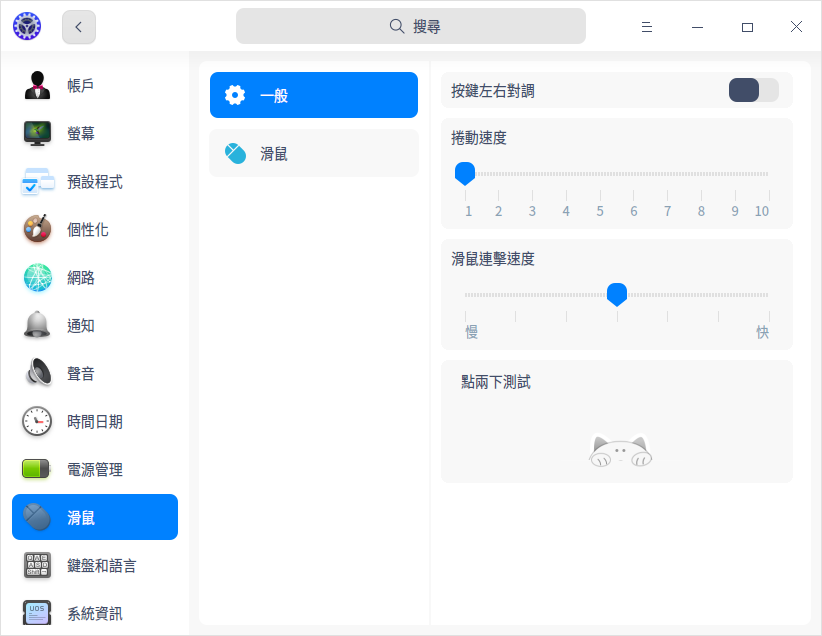 搜尋
帳戶
螢幕
預設程式
個性化
網路
通知
聲音
時間日期
電源管理
滑鼠
鍵盤和語言
UOS
系統資訊
一般
滑鼠
按鍵左右對調
捲動速度
1 2 3 4 5 6 7 8 9 10
滑鼠連擊速度
慢 快
點兩下測試